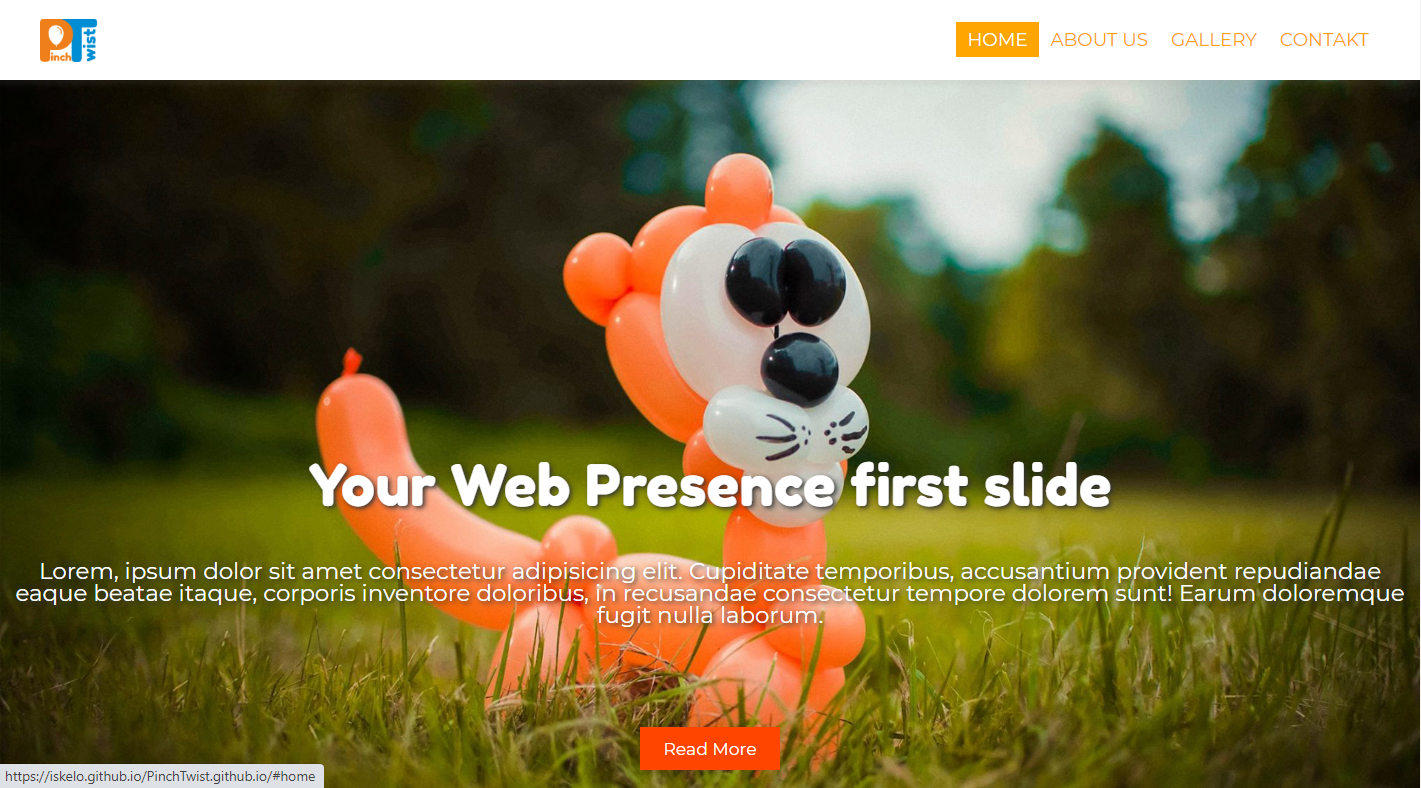 Pinch Twist
HOME ABOUT US GALLERY CONTAKT
Your Web Presence first slide
Lorem, ipsum dolor sit amet consectetur adipisicing elit. Cupiditate temporibus, accusantium provident repudiandae
eaque beatae itaque, corporis inventore doloribus, in recusandae consectetur tempore dolorem sunt! Earum doloremque
fugit nulla laborum.
Read More
https://iskelo.github.io/PinchTwist.github.io/#home